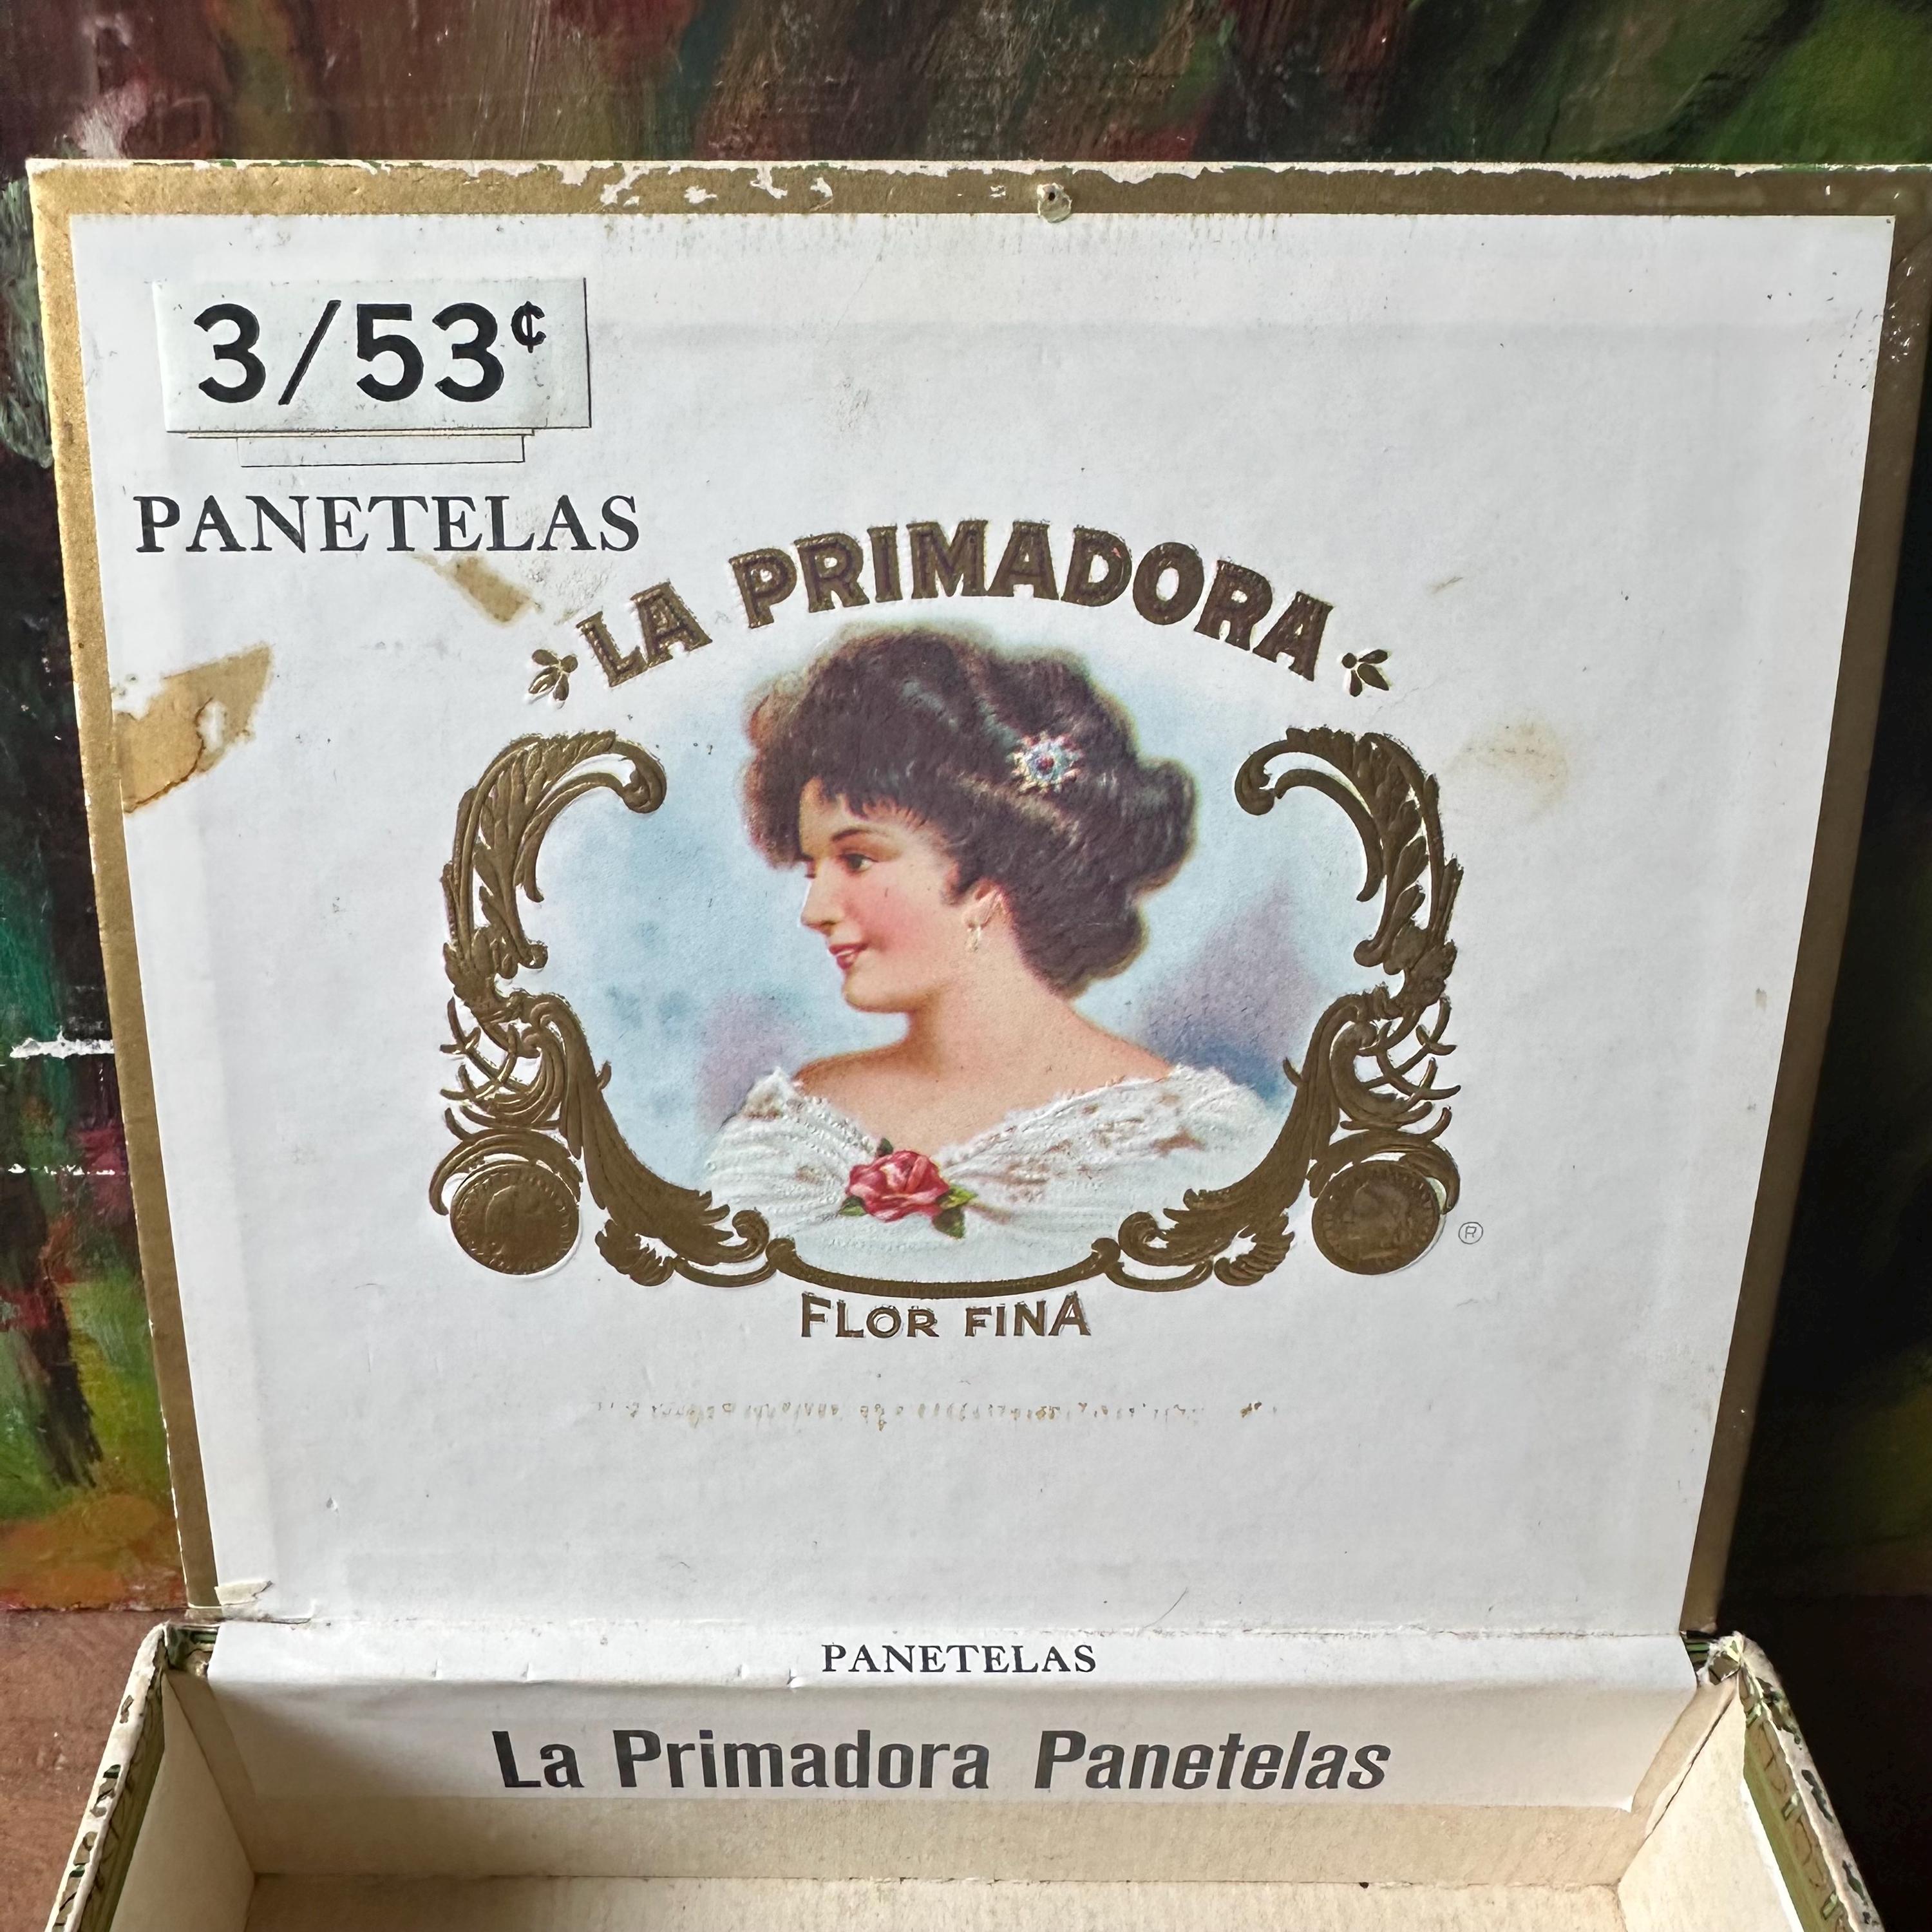 3/53¢
PANETELAS
LA PRIMADORA
®
FLOR FINA
PANETELAS
La Primadora Panetelas